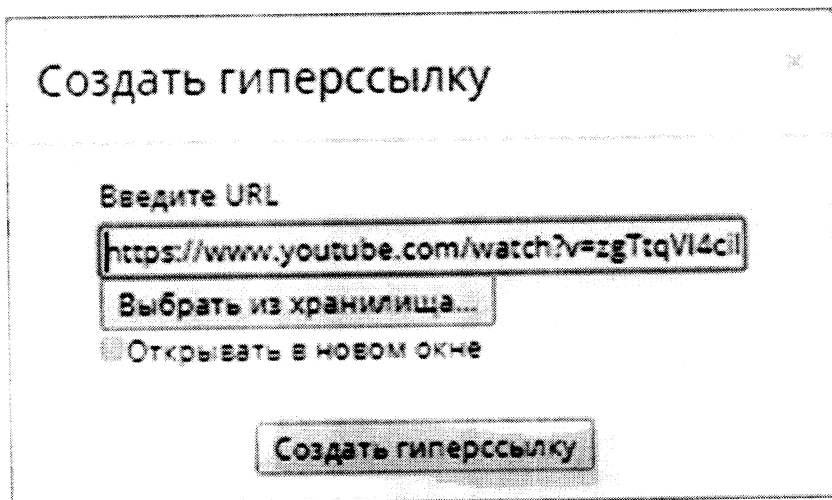 Создать гиперссылку
Введите URL
https://www.youtube.com/watch?v=zgTtqVI4cil
Выбрать из хранилища...
Открывать в новом окне
Создать гиперссылку